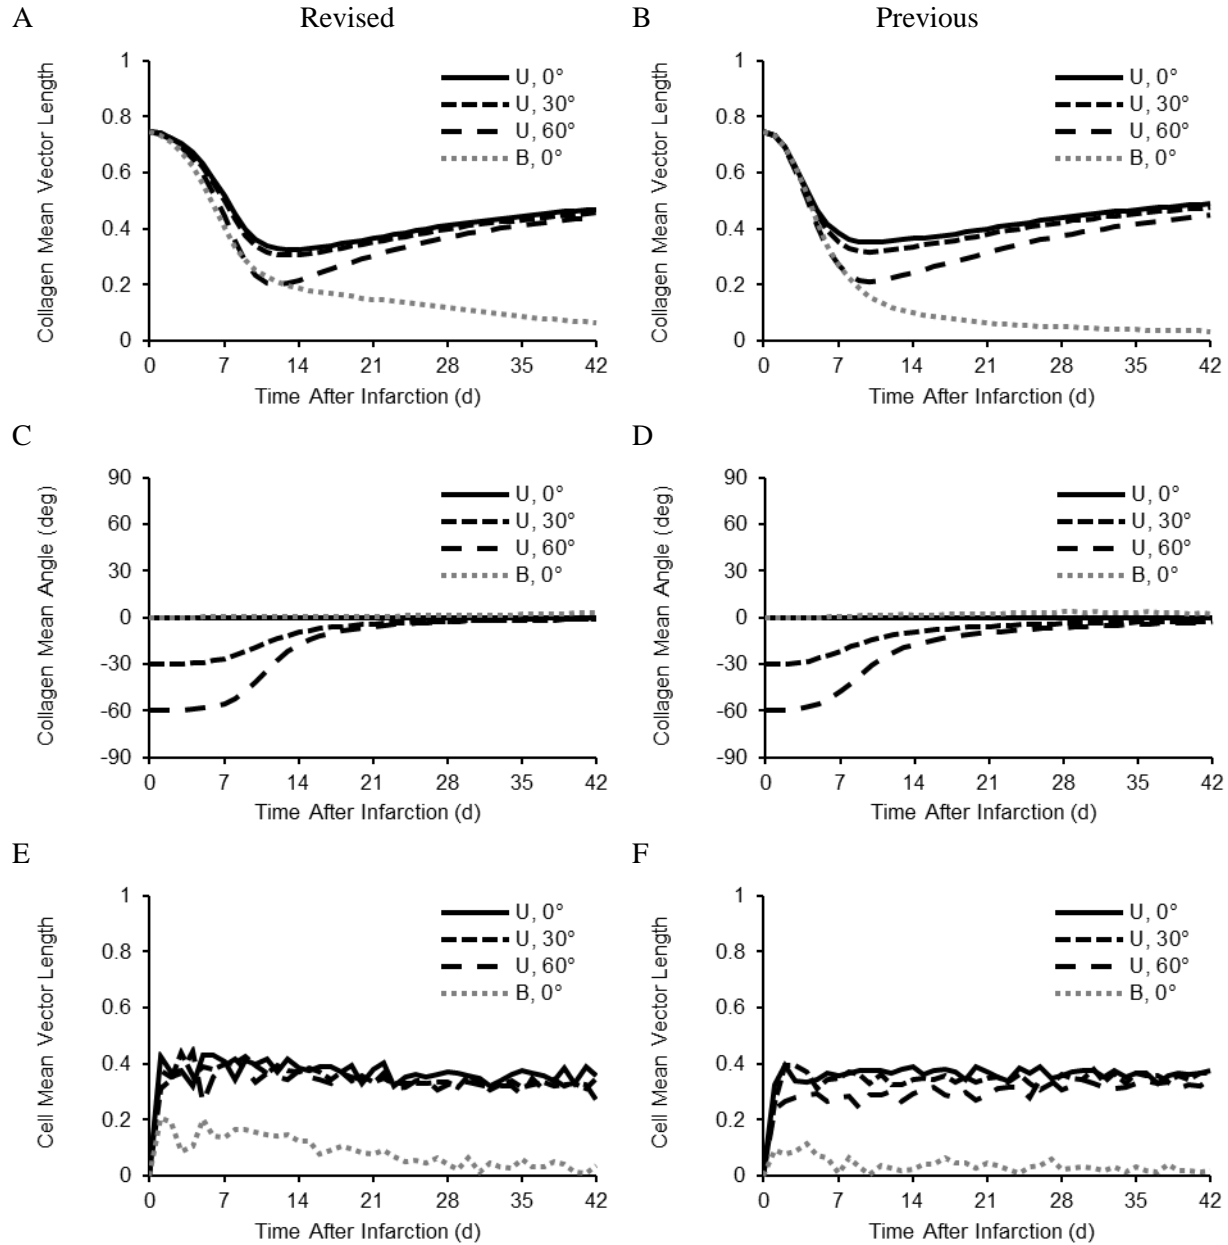 A Revised
B Previous
Collagen Mean Vector Length
1
0.8
0.6
0.4
0.2
0
U, 0°
U, 30°
U, 60°
B, 0°
0 7 14 21 28 35 42
Time After Infarction (d)
Collagen Mean Vector Length
1
0.8
0.6
0.4
0.2
0
U, 0°
U, 30°
U, 60°
B, 0°
0 7 14 21 28 35 42
Time After Infarction (d)
C
Collagen Mean Angle (deg)
90
60
30
0
-30
-60
-90
U, 0°
U, 30°
U, 60°
B, 0°
0 7 14 21 28 35 42
Time After Infarction (d)
D
Collagen Mean Angle (deg)
90
60
30
0
-30
-60
-90
U, 0°
U, 30°
U, 60°
B, 0°
0 7 14 21 28 35 42
Time After Infarction (d)
E
Cell Mean Vector Length
1
0.8
0.6
0.4
0.2
0
U, 0°
U, 30°
U, 60°
B, 0°
0 7 14 21 28 35 42
Time After Infarction (d)
F
Cell Mean Vector Length
1
0.8
0.6
0.4
0.2
0
U, 0°
U, 30°
U, 60°
B, 0°
0 7 14 21 28 35 42
Time After Infarction (d)